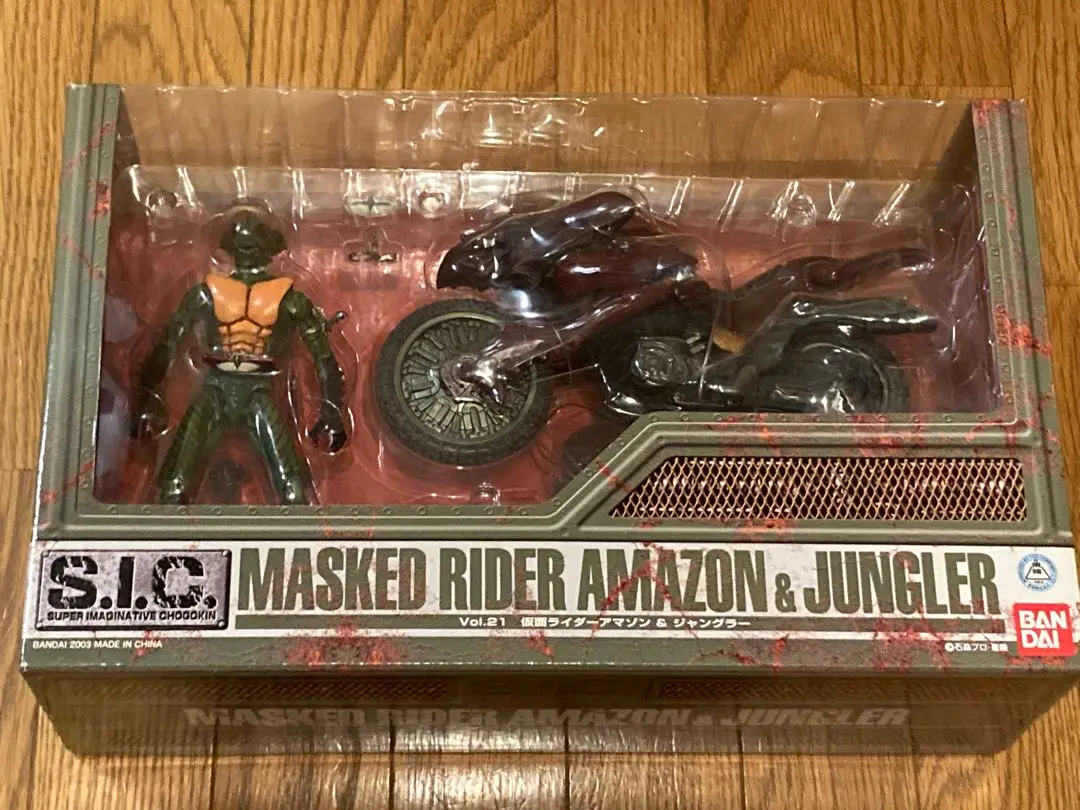 S.I.C.
SUPER IMAGINATIVE CHOGOKIN
MASKED RIDER AMAZON & JUNGLER
Vol.21 仮面ライダーアマゾン & ジャングラー
BANDAI 2003 MADE IN CHINA
©石森プロ・東映
BAN
DAI
MASKED RIDER AMAZON & JUNGLER